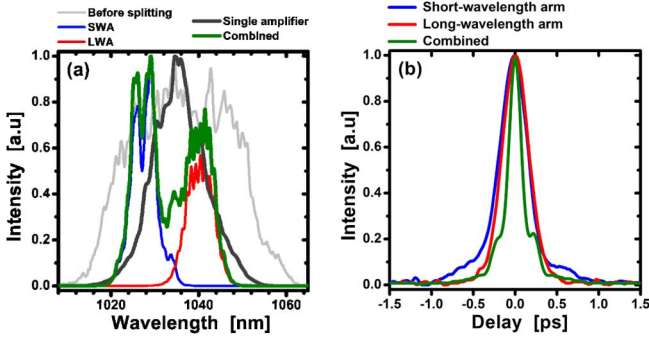 Before splitting
SWA
LWA
Single amplifier
Combined
Short-wavelength arm
Long-wavelength arm
Combined
(a)
1.0
0.8
0.6
0.4
0.2
0.0
Intensity [a.u]
1020
1040
1060
Wavelength [nm]
(b)
1.0
0.8
0.6
0.4
0.2
0.0
Intensity [a.u]
-1.5
-1.0
-0.5
0.0
0.5
1.0
1.5
Delay [ps]